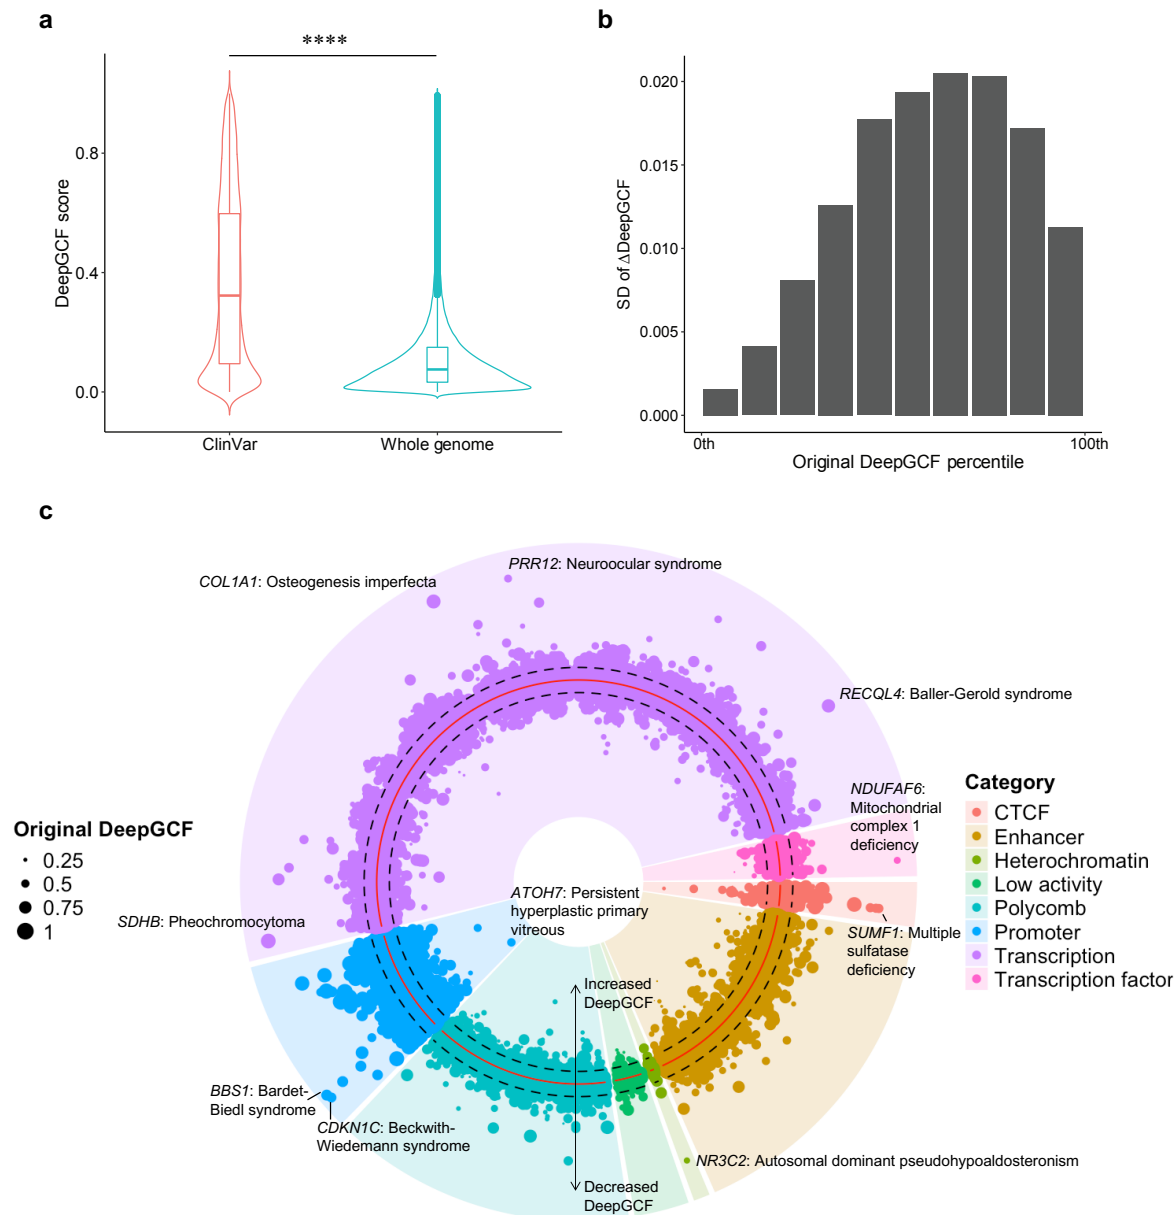 a
****
DeepGCF score
0.8
0.4
0.0
ClinVar
Whole genome
b
SD of ΔDeepGCF
0.020
0.015
0.010
0.005
0.000
0th
100th
Original DeepGCF percentile
c
PRR12: Neuroocular syndrome
COL1A1: Osteogenesis imperfecta
RECQL4: Baller-Gerold syndrome
NDUFAF6:
Mitochondrial
complex 1
deficiency
SUMF1: Multiple
sulfatase
deficiency
ATOH7: Persistent
hyperplastic primary
vitreous
SDHB: Pheochromocytoma
Increased
DeepGCF
BBS1: Bardet-
Biedl syndrome
CDKN1C: Beckwith-
Wiedemann syndrome
NR3C2: Autosomal dominant pseudohypoaldosteronism
Decreased
DeepGCF
Original DeepGCF
0.25
0.5
0.75
1
Category
CTCF
Enhancer
Heterochromatin
Low activity
Polycomb
Promoter
Transcription
Transcription factor